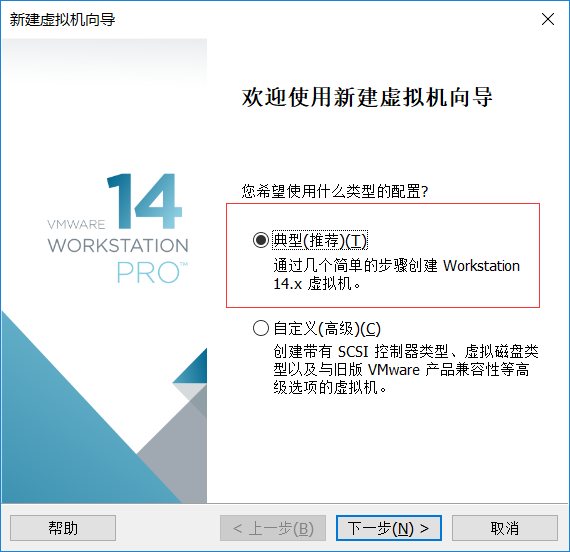 新建虚拟机向导
欢迎使用新建虚拟机向导
14
VMWARE
WORKSTATION
PRO™
您希望使用什么类型的配置?
典型(推荐)(T)
通过几个简单的步骤创建 Workstation
14.x 虚拟机。
自定义(高级)(C)
创建带有 SCSI 控制器类型、虚拟磁盘类
型以及与旧版 VMware 产品兼容性等高
级选项的虚拟机。
帮助
< 上一步(B)
下一步(N) >
取消